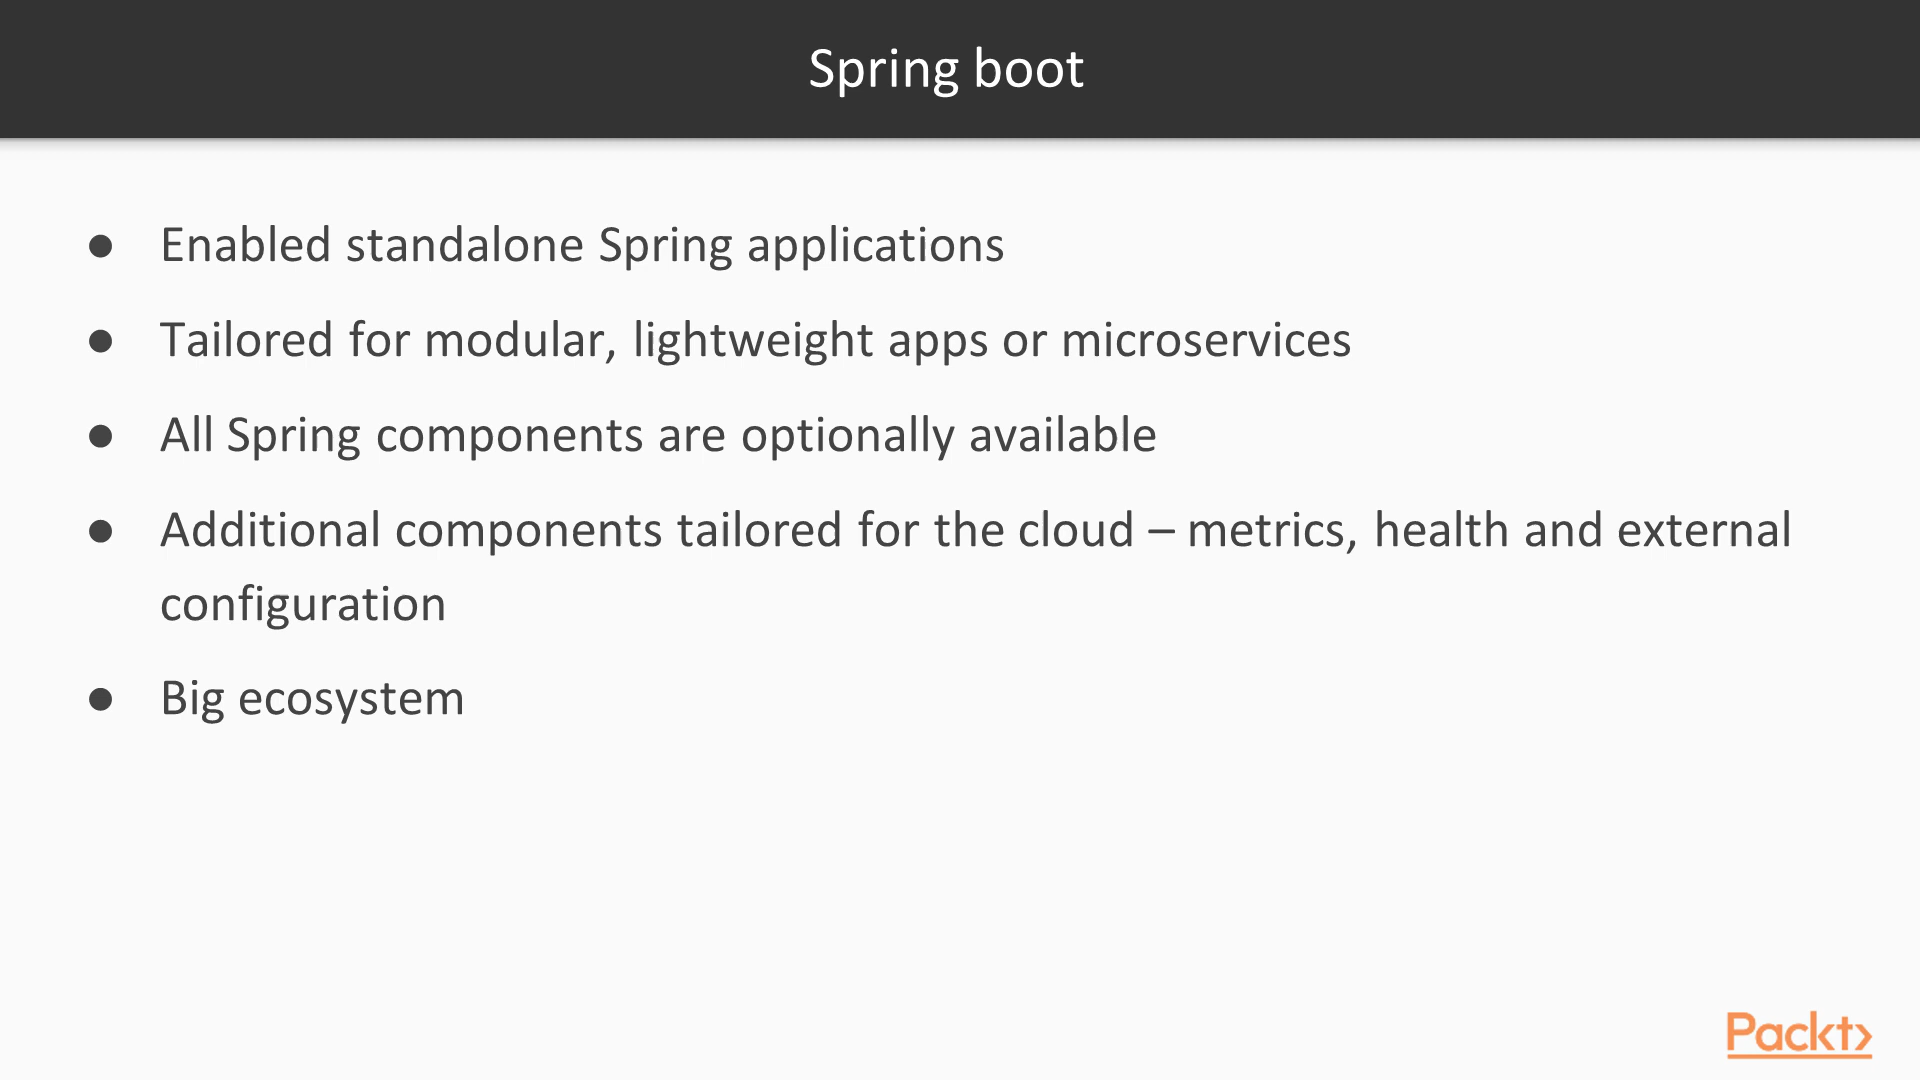 Spring boot
● Enabled standalone Spring applications
● Tailored for modular, lightweight apps or microservices
● All Spring components are optionally available
● Additional components tailored for the cloud – metrics, health and external
configuration
● Big ecosystem
Packt>